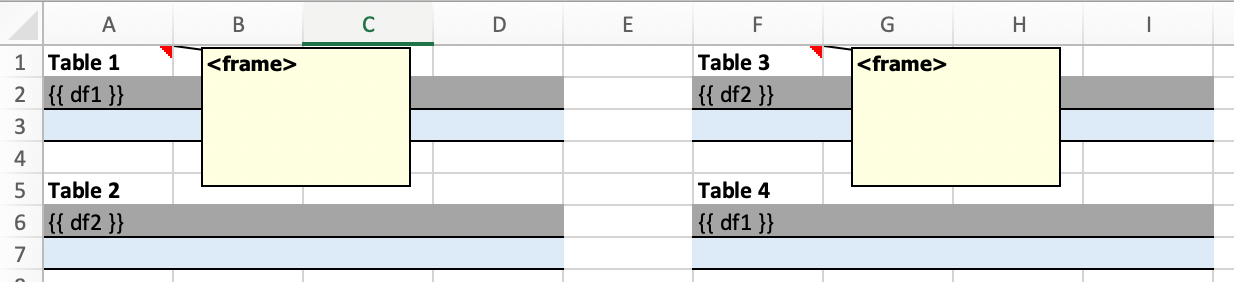 A B C D E F G H I
1 Table 1 <frame> Table 3 <frame>
2 {{ df1 }} {{ df2 }}
3
4
5 Table 2 Table 4
6 {{ df2 }} {{ df1 }}
7